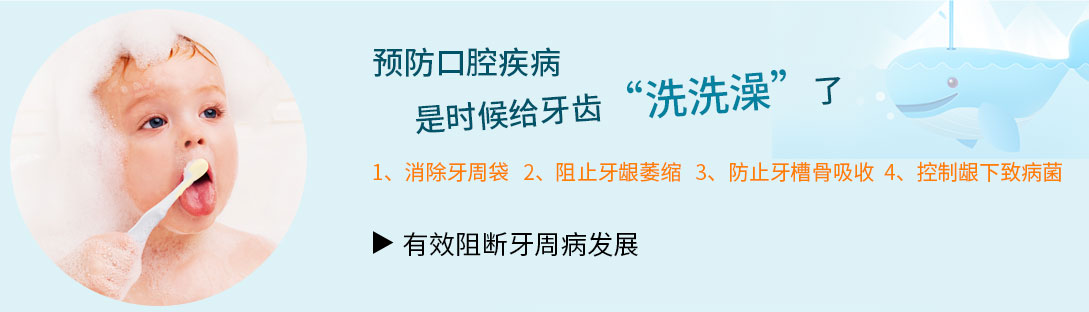 预防口腔疾病
是时候给牙齿“洗洗澡”了
1、消除牙周袋 2、阻止牙龈萎缩 3、防止牙槽骨吸收 4、控制龈下致病菌
▶ 有效阻断牙周病发展